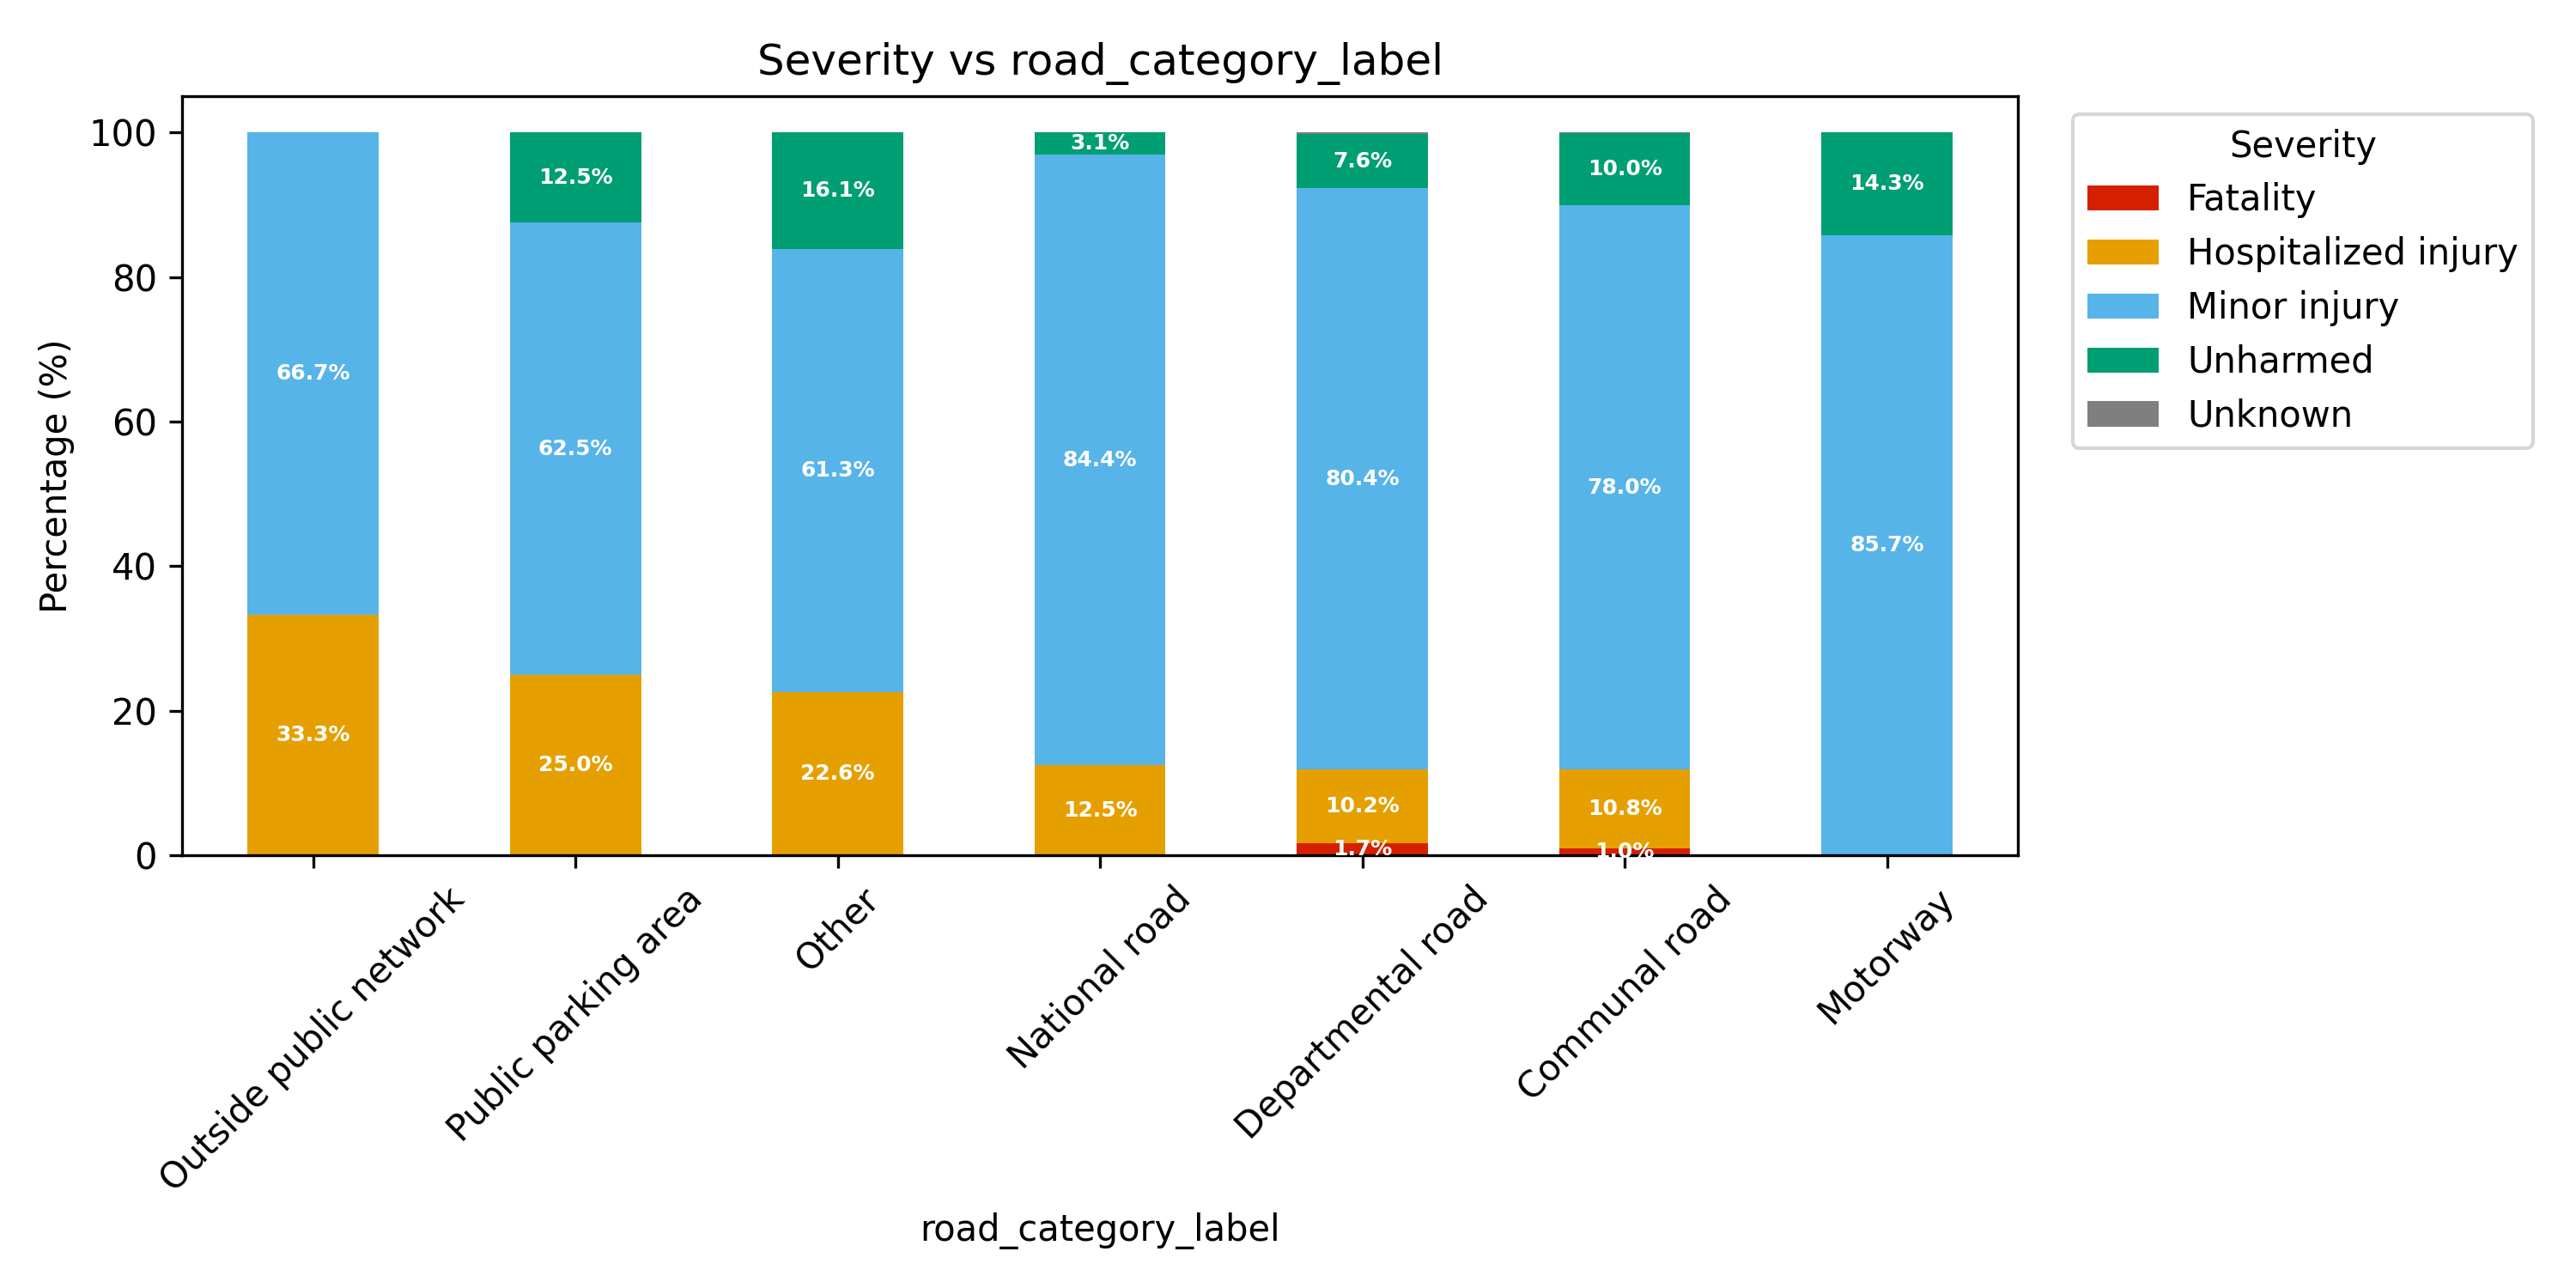 Severity vs road_category_label
Percentage (%)
100
80
60
40
20
0
66.7%
33.3%
12.5%
62.5%
25.0%
16.1%
61.3%
22.6%
3.1%
84.4%
12.5%
7.6%
80.4%
10.2%
1.7%
10.0%
78.0%
10.8%
1.0%
14.3%
85.7%
Outside public network
Public parking area
Other
National road
Departmental road
Communal road
Motorway
road_category_label
Severity
Fatality
Hospitalized injury
Minor injury
Unharmed
Unknown